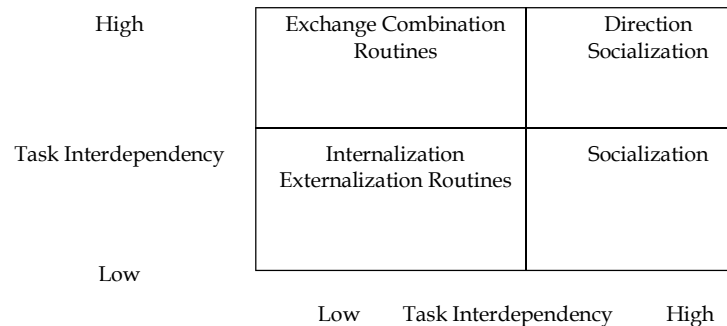 High
Exchange Combination
Routines
Direction
Socialization
Task Interdependency
Internalization
Externalization Routines
Socialization
Low
Low Task Interdependency High